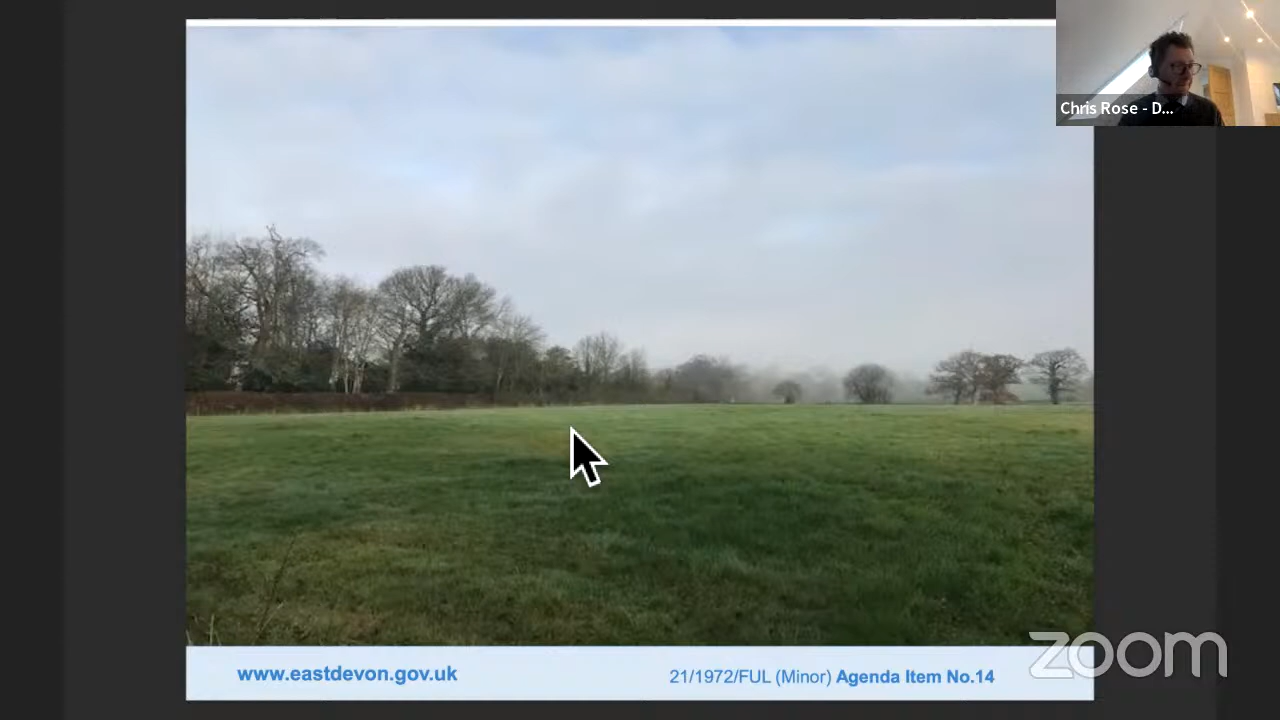 Chris Rose - D...
www.eastdevon.gov.uk
21/1972/FUL (Minor) Agenda Item No.14
zoom